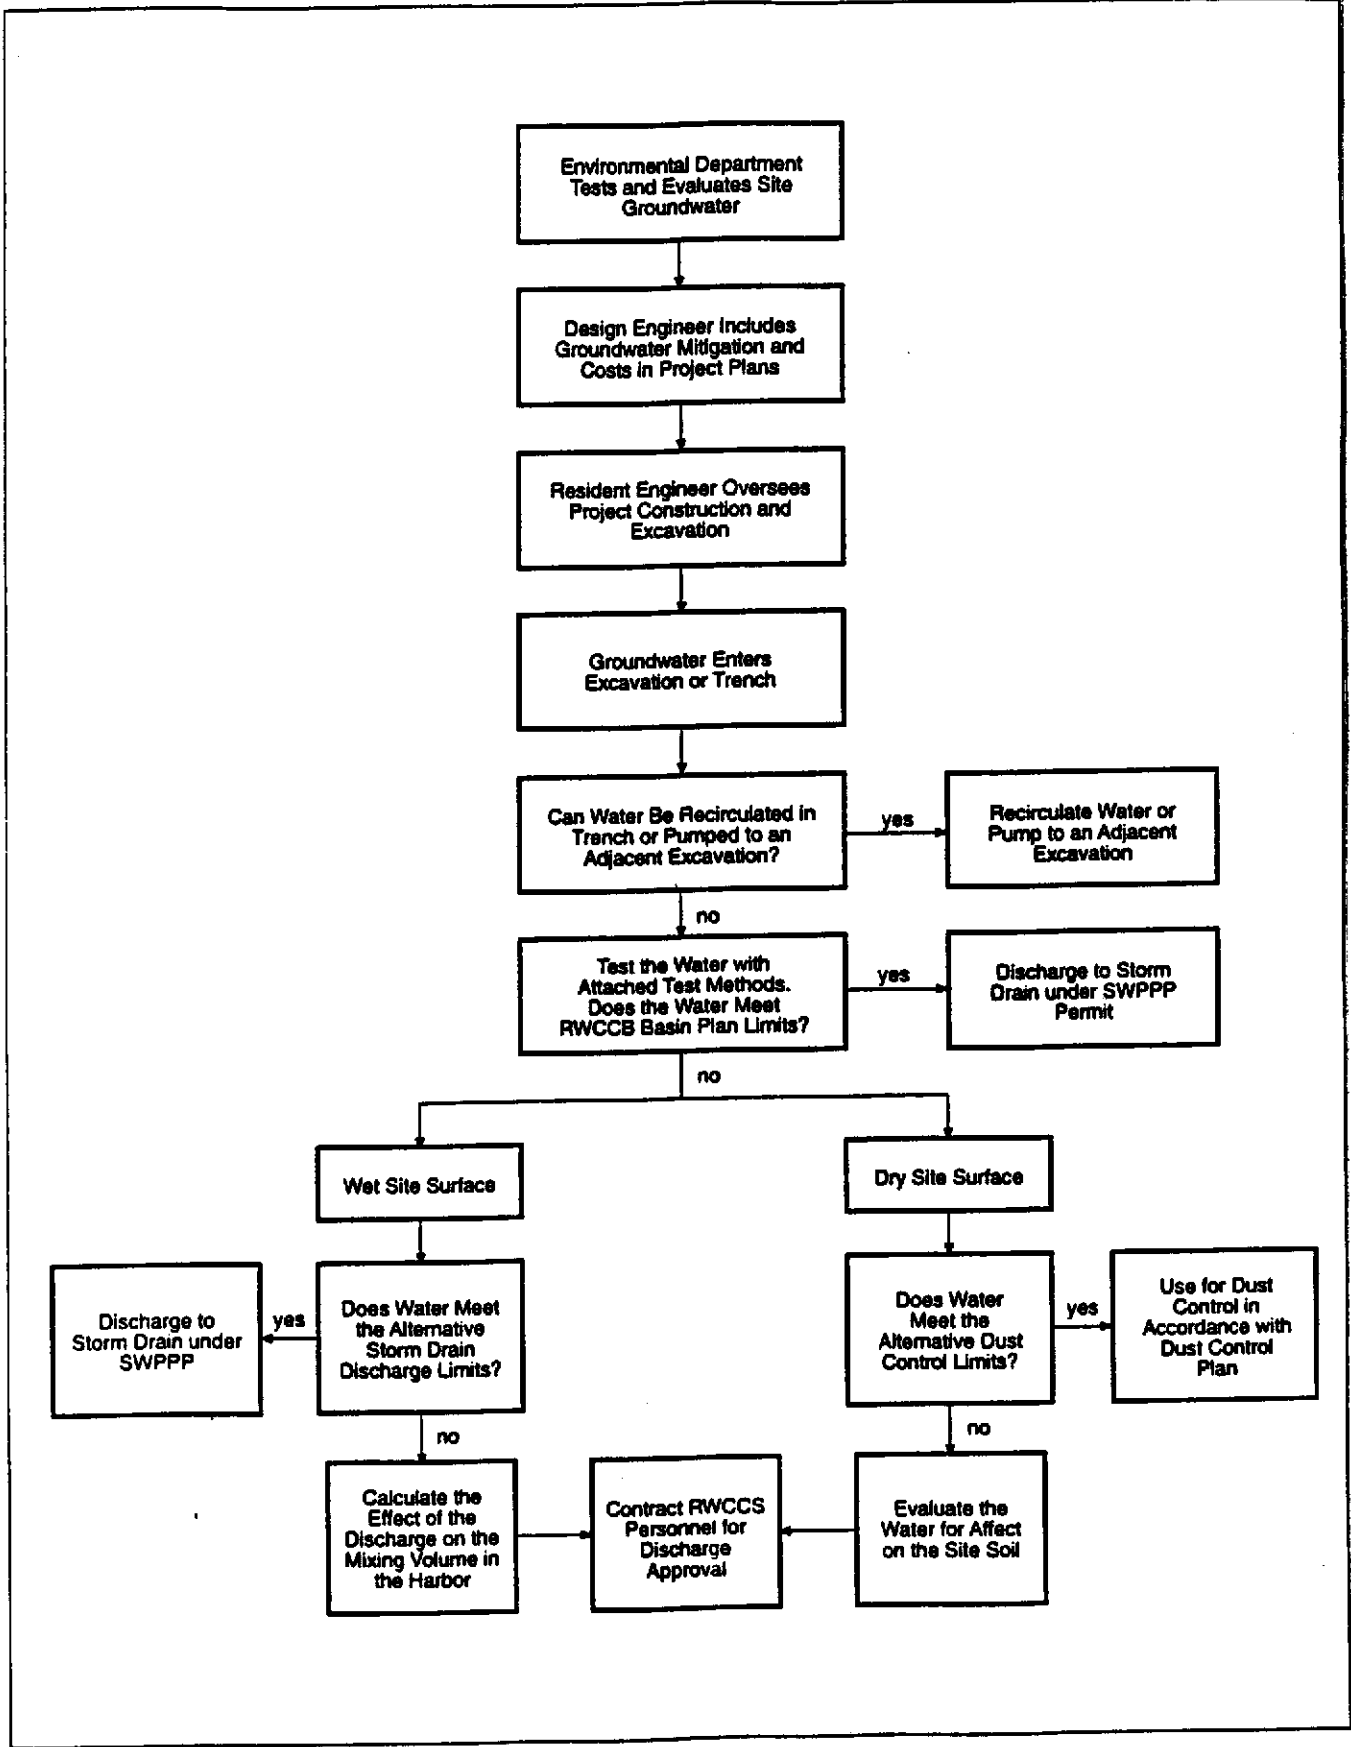 Environmental Department
Tests and Evaluates Site
Groundwater
Design Engineer Includes
Groundwater Mitigation and
Costs in Project Plans
Resident Engineer Oversees
Project Construction and
Excavation
Groundwater Enters
Excavation or Trench
Can Water Be Recirculated in
Trench or Pumped to an
Adjacent Excavation?
yes
Recirculate Water or
Pump to an Adjacent
Excavation
no
Test the Water with
Attached Test Methods.
Does the Water Meet
RWCCB Basin Plan Limits?
yes
Discharge to Storm
Drain under SWPPP
Permit
no
Wet Site Surface
Dry Site Surface
Discharge to
Storm Drain under
SWPPP
yes
Does Water Meet
the Alternative
Storm Drain
Discharge Limits?
Does Water
Meet the
Alternative Dust
Control Limits?
yes
Use for Dust
Control in
Accordance with
Dust Control
Plan
no
no
Calculate the
Effect of the
Discharge on the
Mixing Volume in
the Harbor
Contract RWCCS
Personnel for
Discharge
Approval
Evaluate the
Water for Affect
on the Site Soil